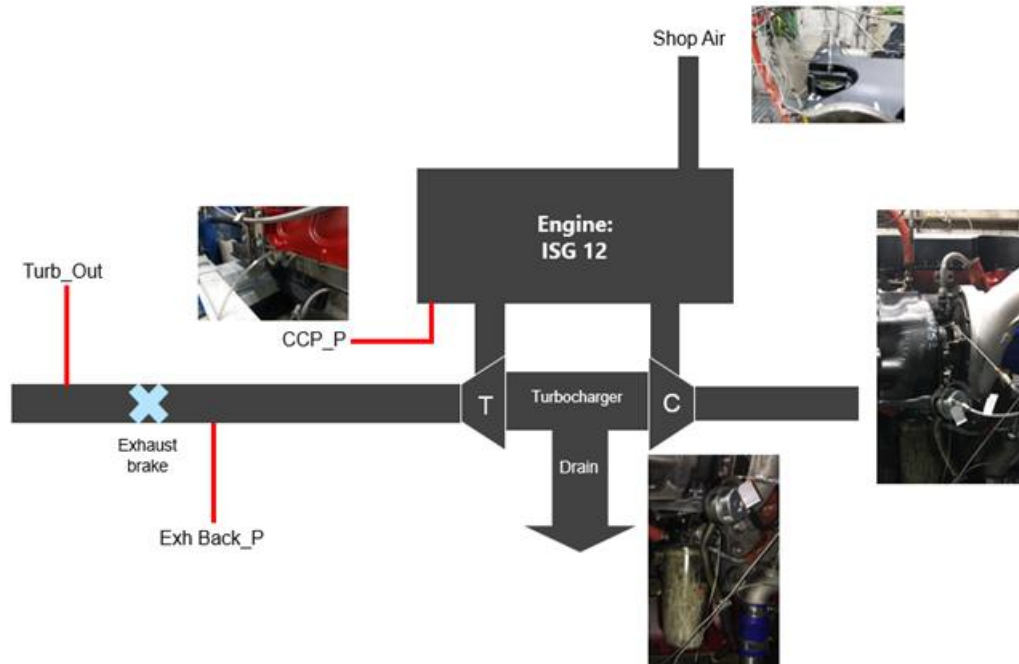 Shop Air
Engine:
ISG 12
Turb_Out
CCP_P
T
Turbocharger
C
Exhaust
brake
Drain
Exh Back_P